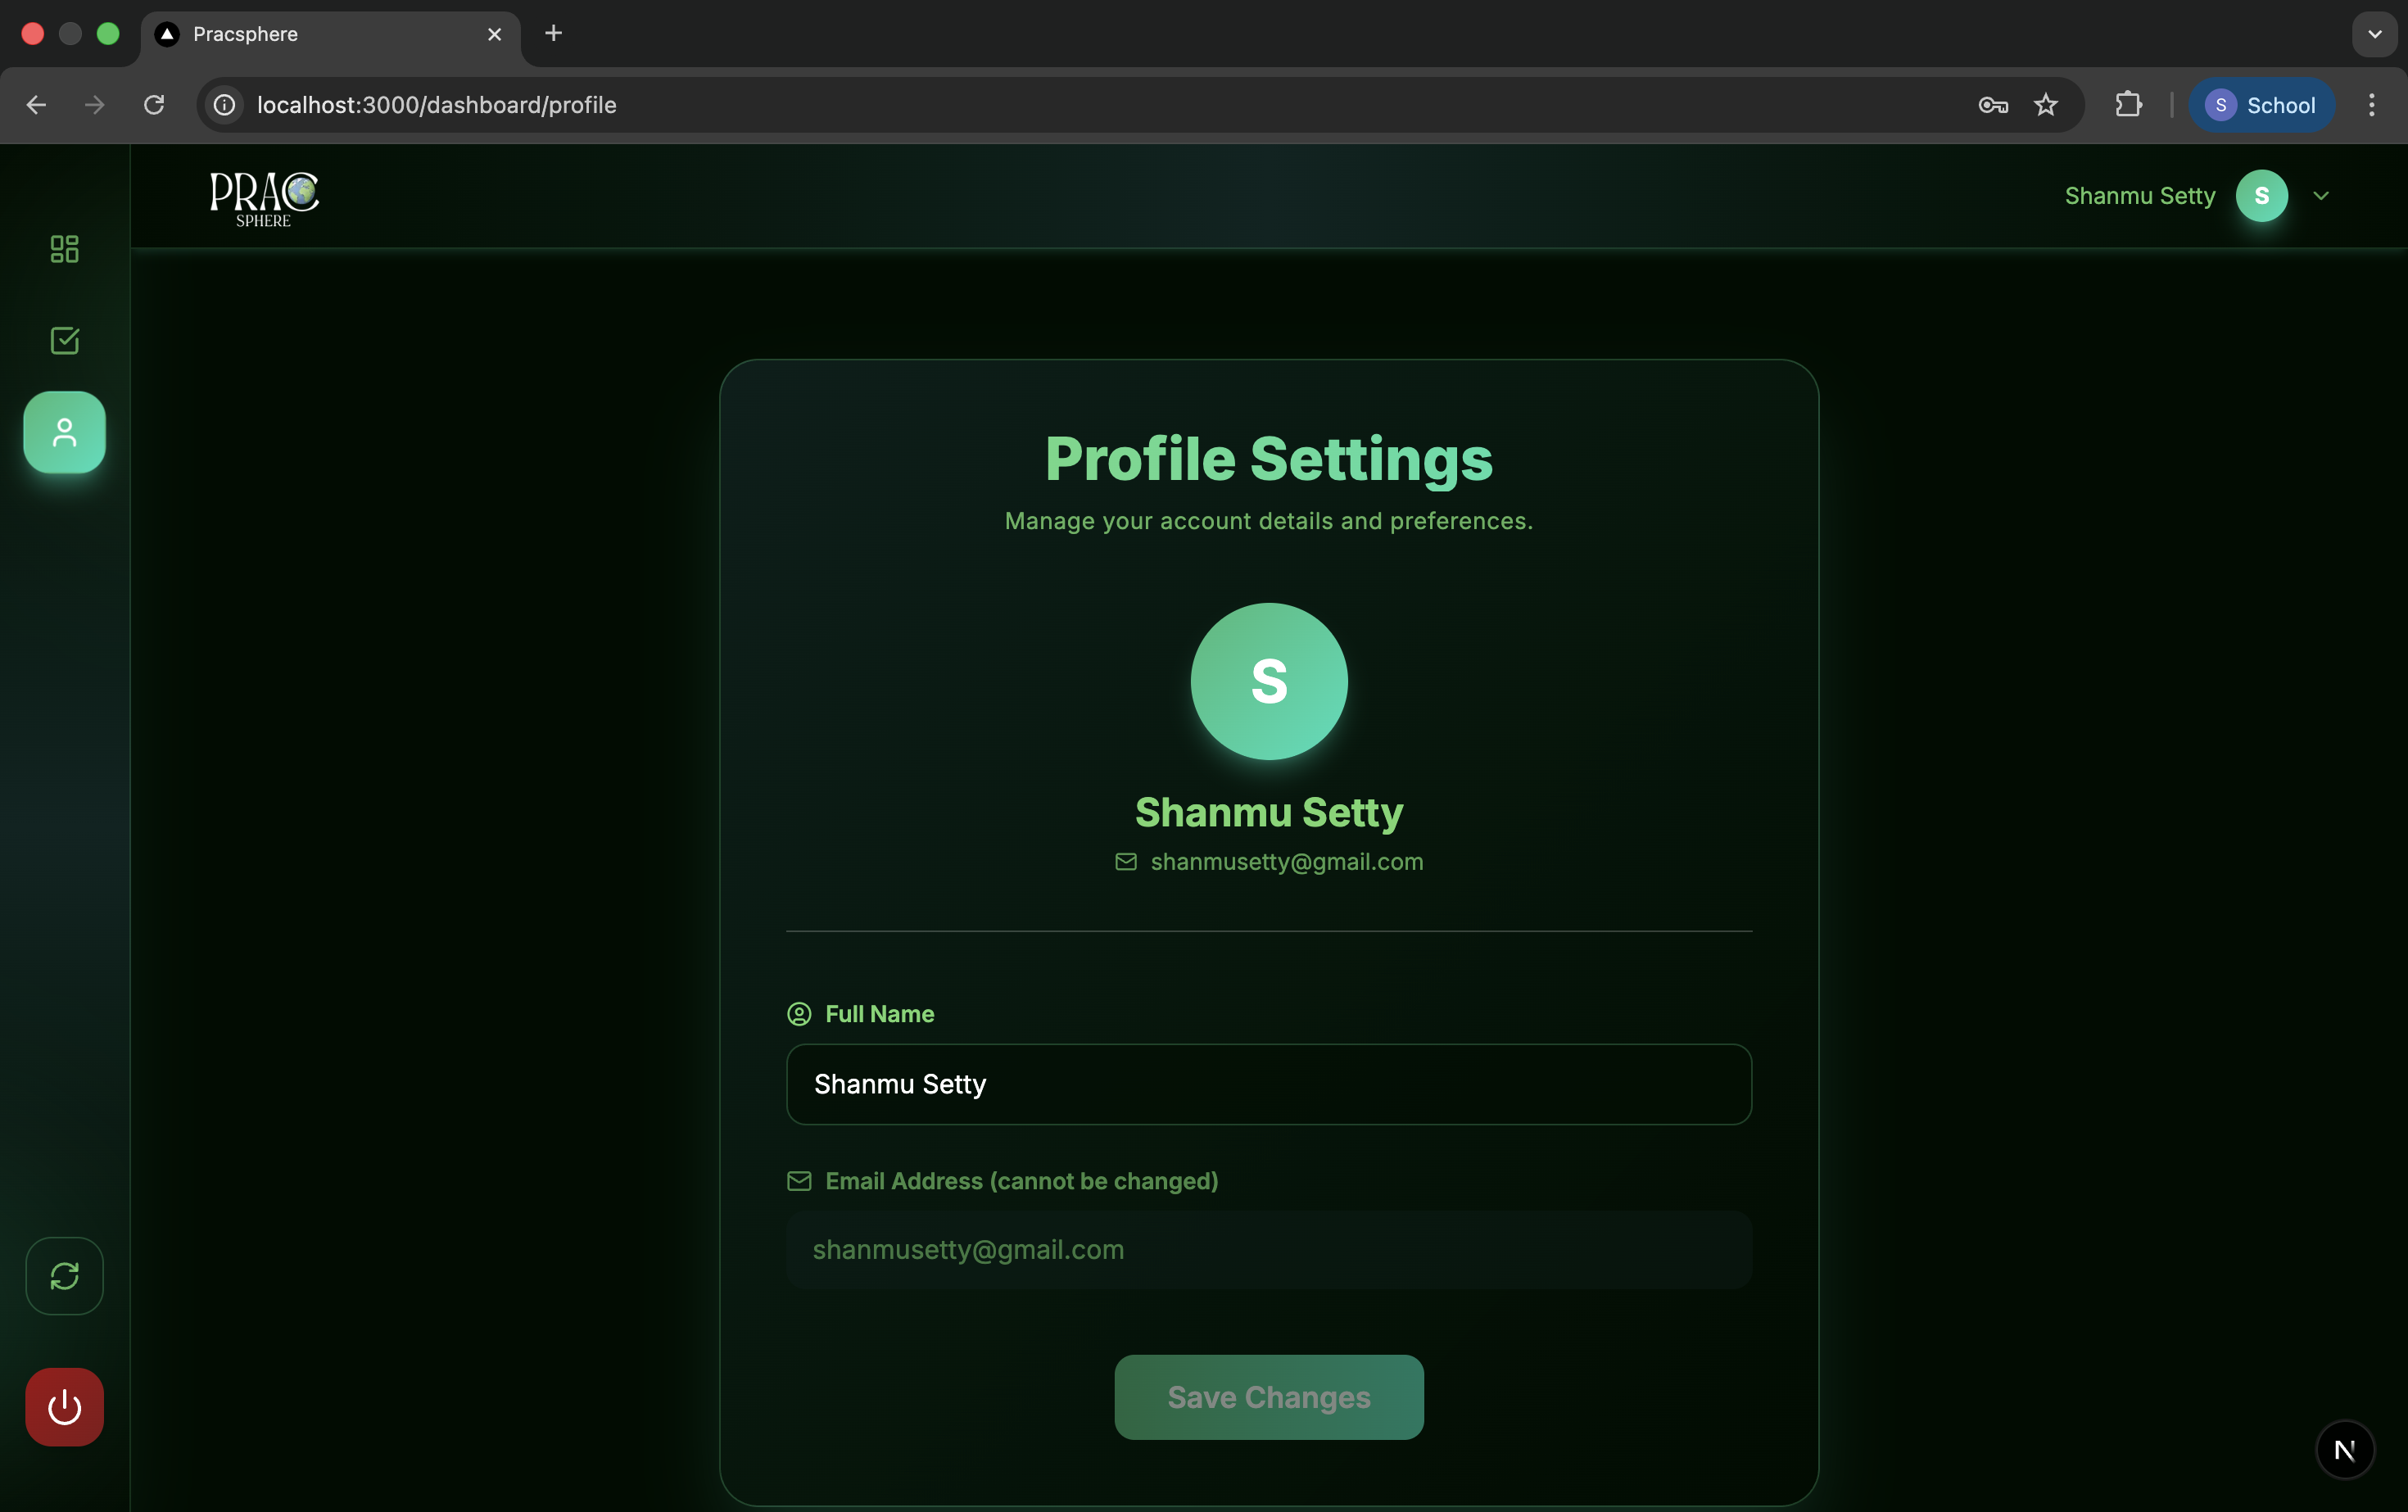 Pracsphere
localhost:3000/dashboard/profile
S School
PRAC
SPHERE
Shanmu Setty S
Profile Settings
Manage your account details and preferences.
S
Shanmu Setty
shanmusetty@gmail.com
Full Name
Shanmu Setty
Email Address (cannot be changed)
shanmusetty@gmail.com
Save Changes
N